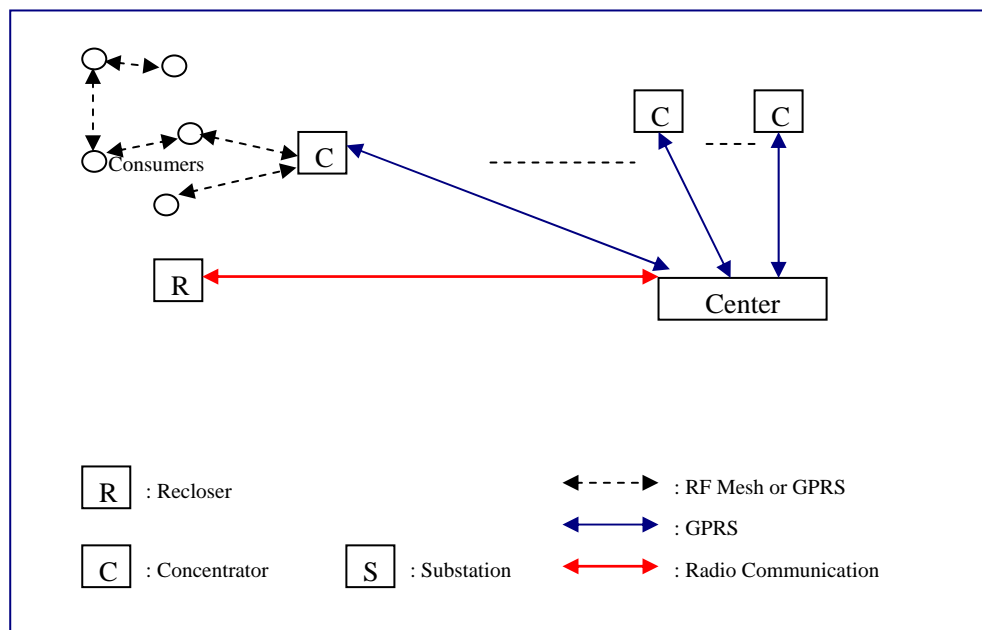 C
C
C
Consumers
R
Center
R : Recloser
: RF Mesh or GPRS
: GPRS
C : Concentrator
S : Substation
: Radio Communication